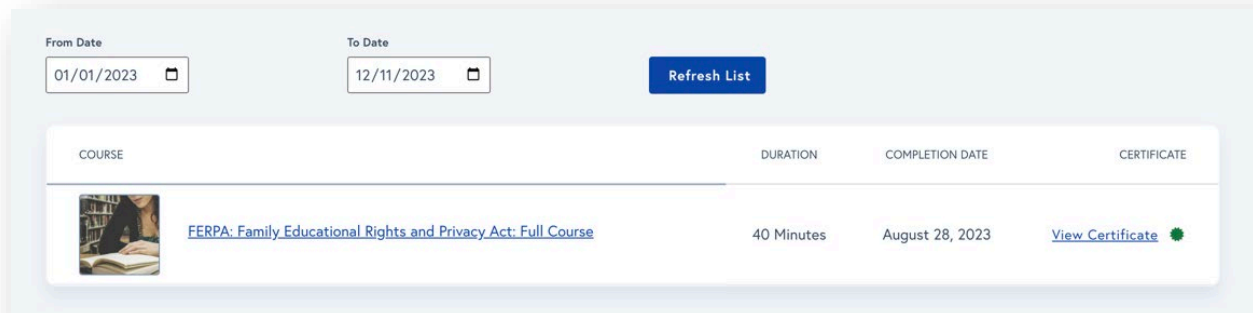 From Date
To Date
01/01/2023
12/11/2023
Refresh List
COURSE
DURATION
COMPLETION DATE
CERTIFICATE
FERPA: Family Educational Rights and Privacy Act: Full Course
40 Minutes
August 28, 2023
View Certificate